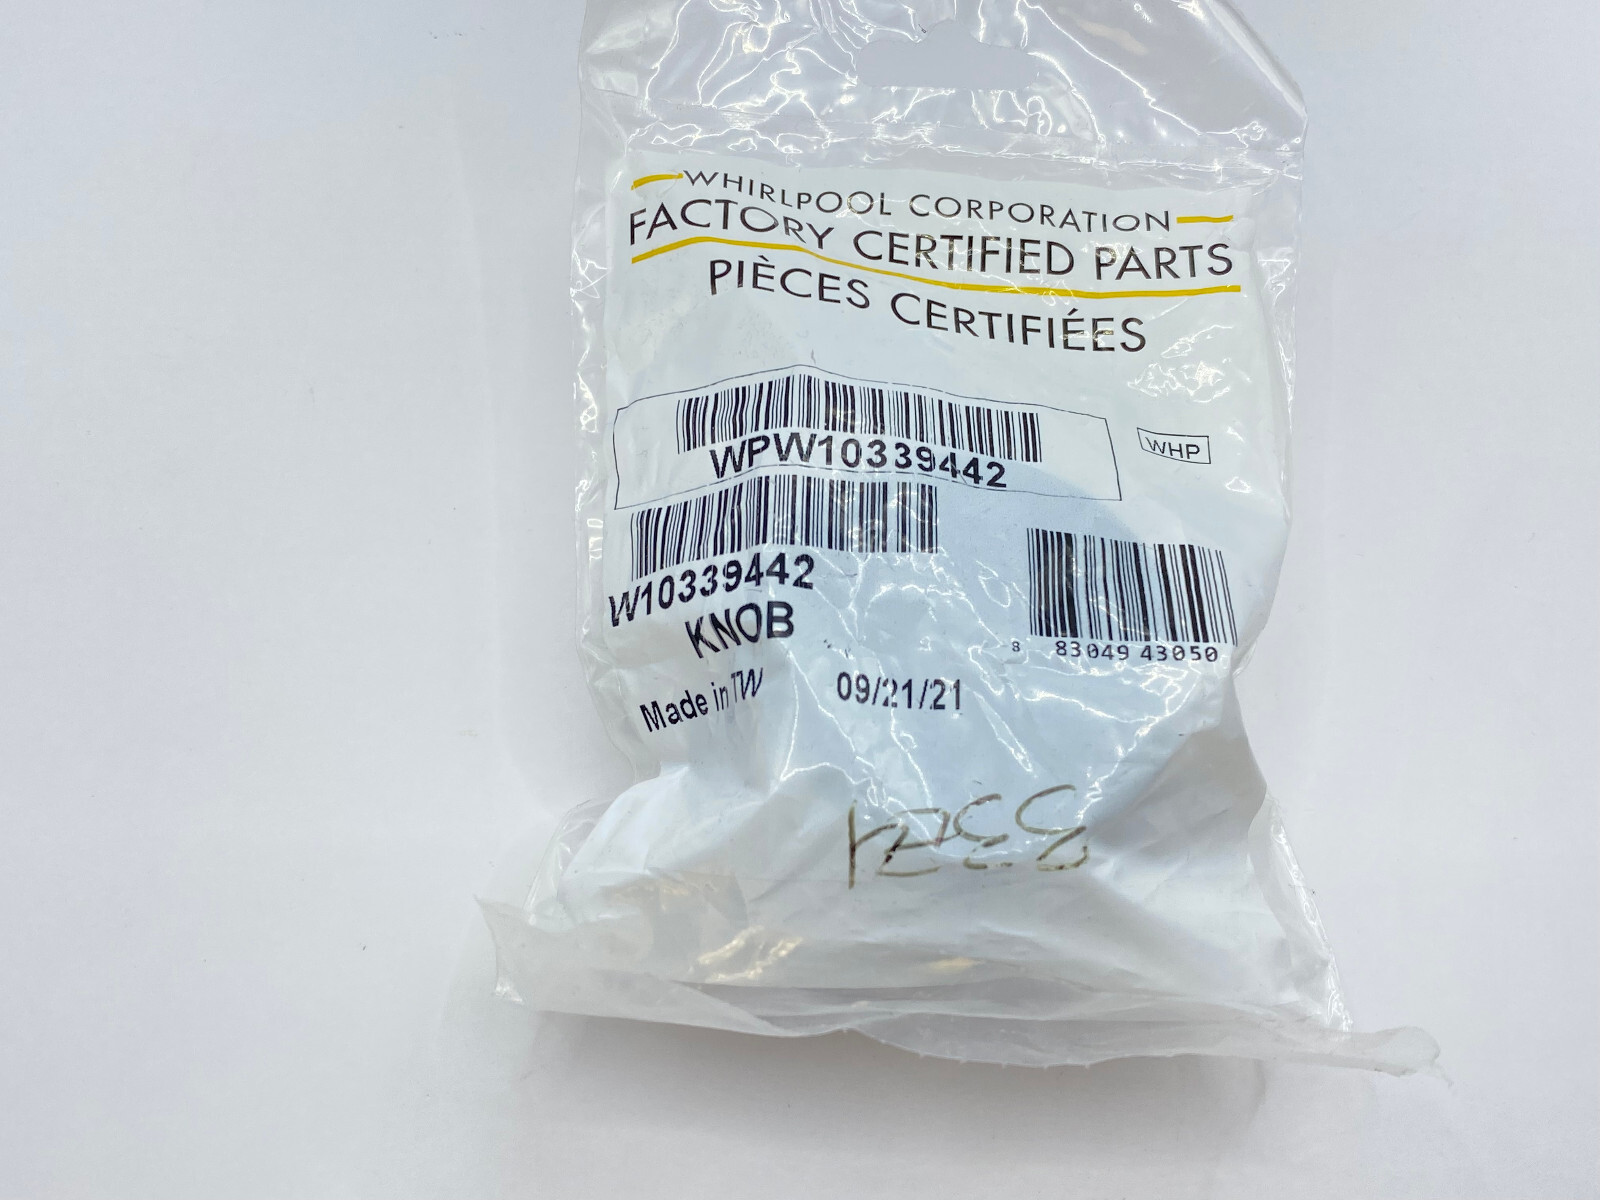 WHIRLPOOL CORPORATION
FACTORY CERTIFIED PARTS
PIÈCES CERTIFIÉES
WPW10339442
WHP
W10339442
KNOB
8 83049 43050
Made in TW
09/21/21